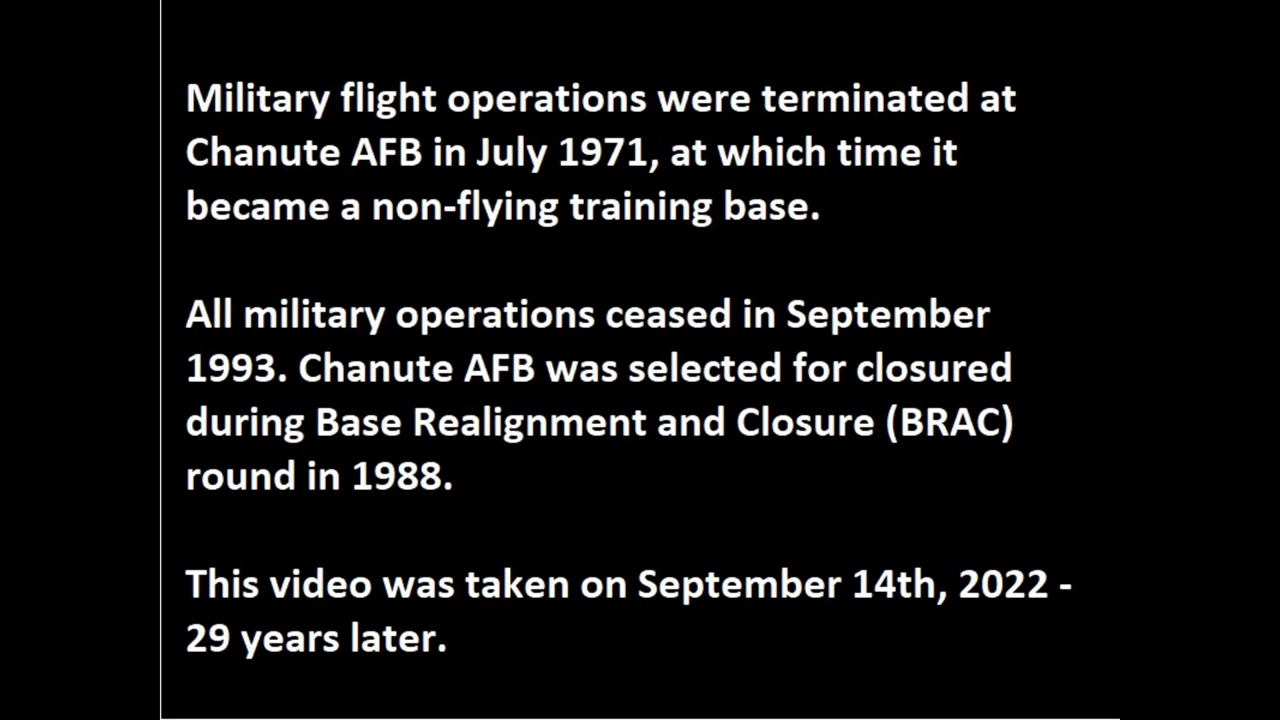 Military flight operations were terminated at
Chanute AFB in July 1971, at which time it
became a non-flying training base.
All military operations ceased in September
1993. Chanute AFB was selected for closured
during Base Realignment and Closure (BRAC)
round in 1988.
This video was taken on September 14th, 2022 -
29 years later.